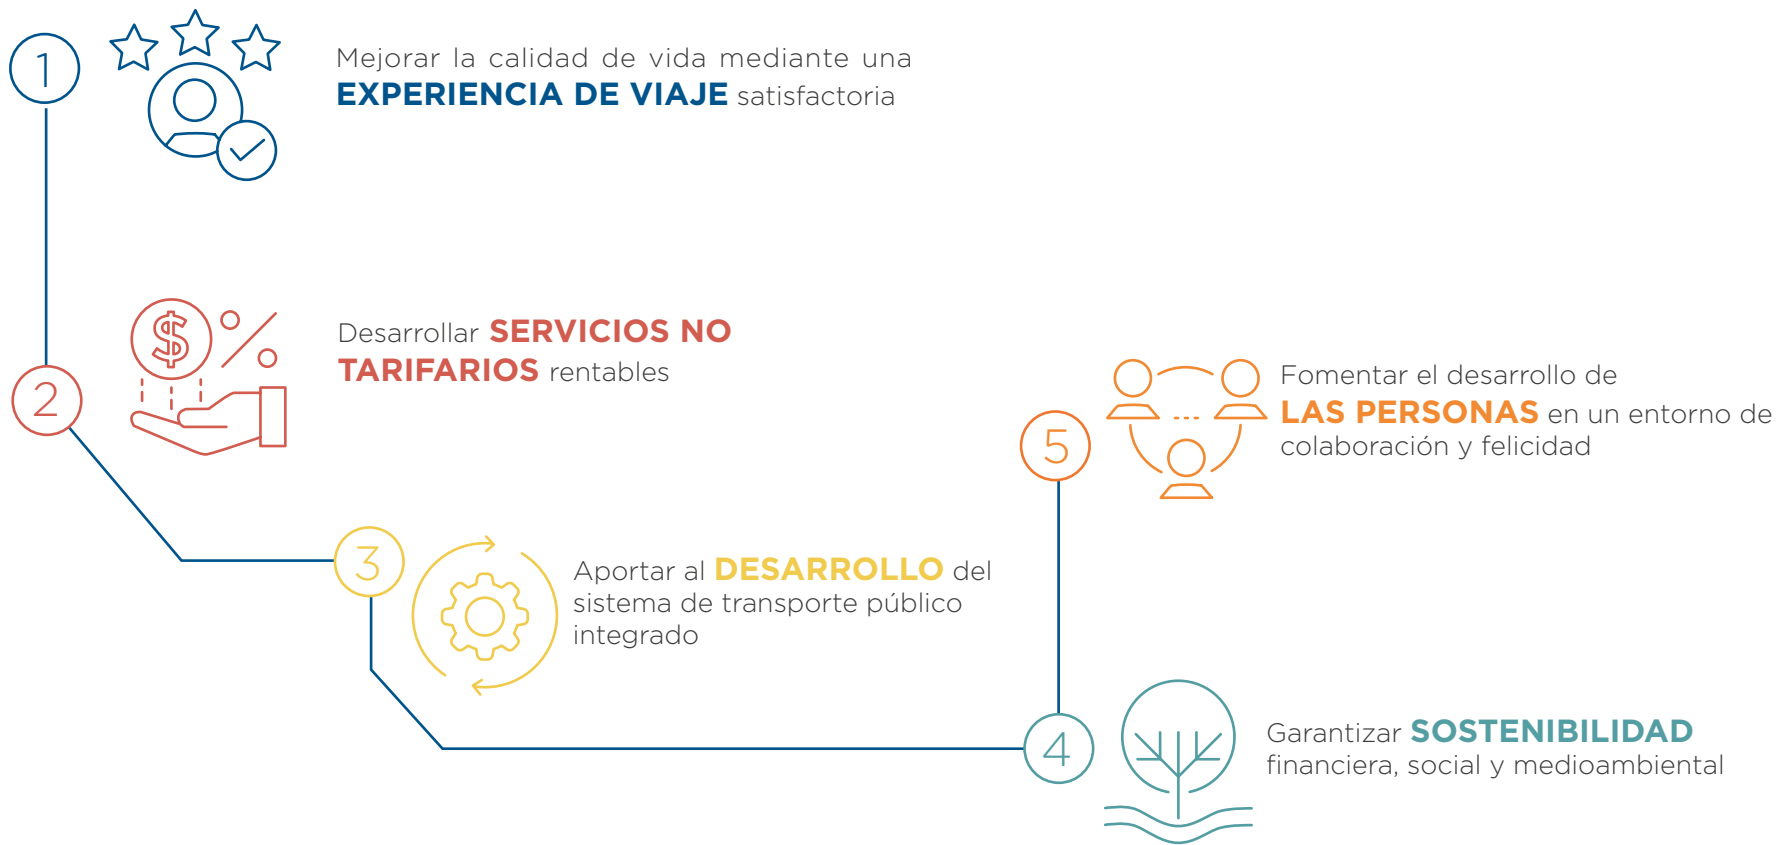 1
Mejorar la calidad de vida mediante una
EXPERIENCIA DE VIAJE satisfactoria
$ %
2
Desarrollar SERVICIOS NO
TARIFARIOS rentables
3
Aportar al DESARROLLO del
sistema de transporte público
integrado
4
Garantizar SOSTENIBILIDAD
financiera, social y medioambiental
5
Fomentar el desarrollo de
LAS PERSONAS en un entorno de
colaboración y felicidad